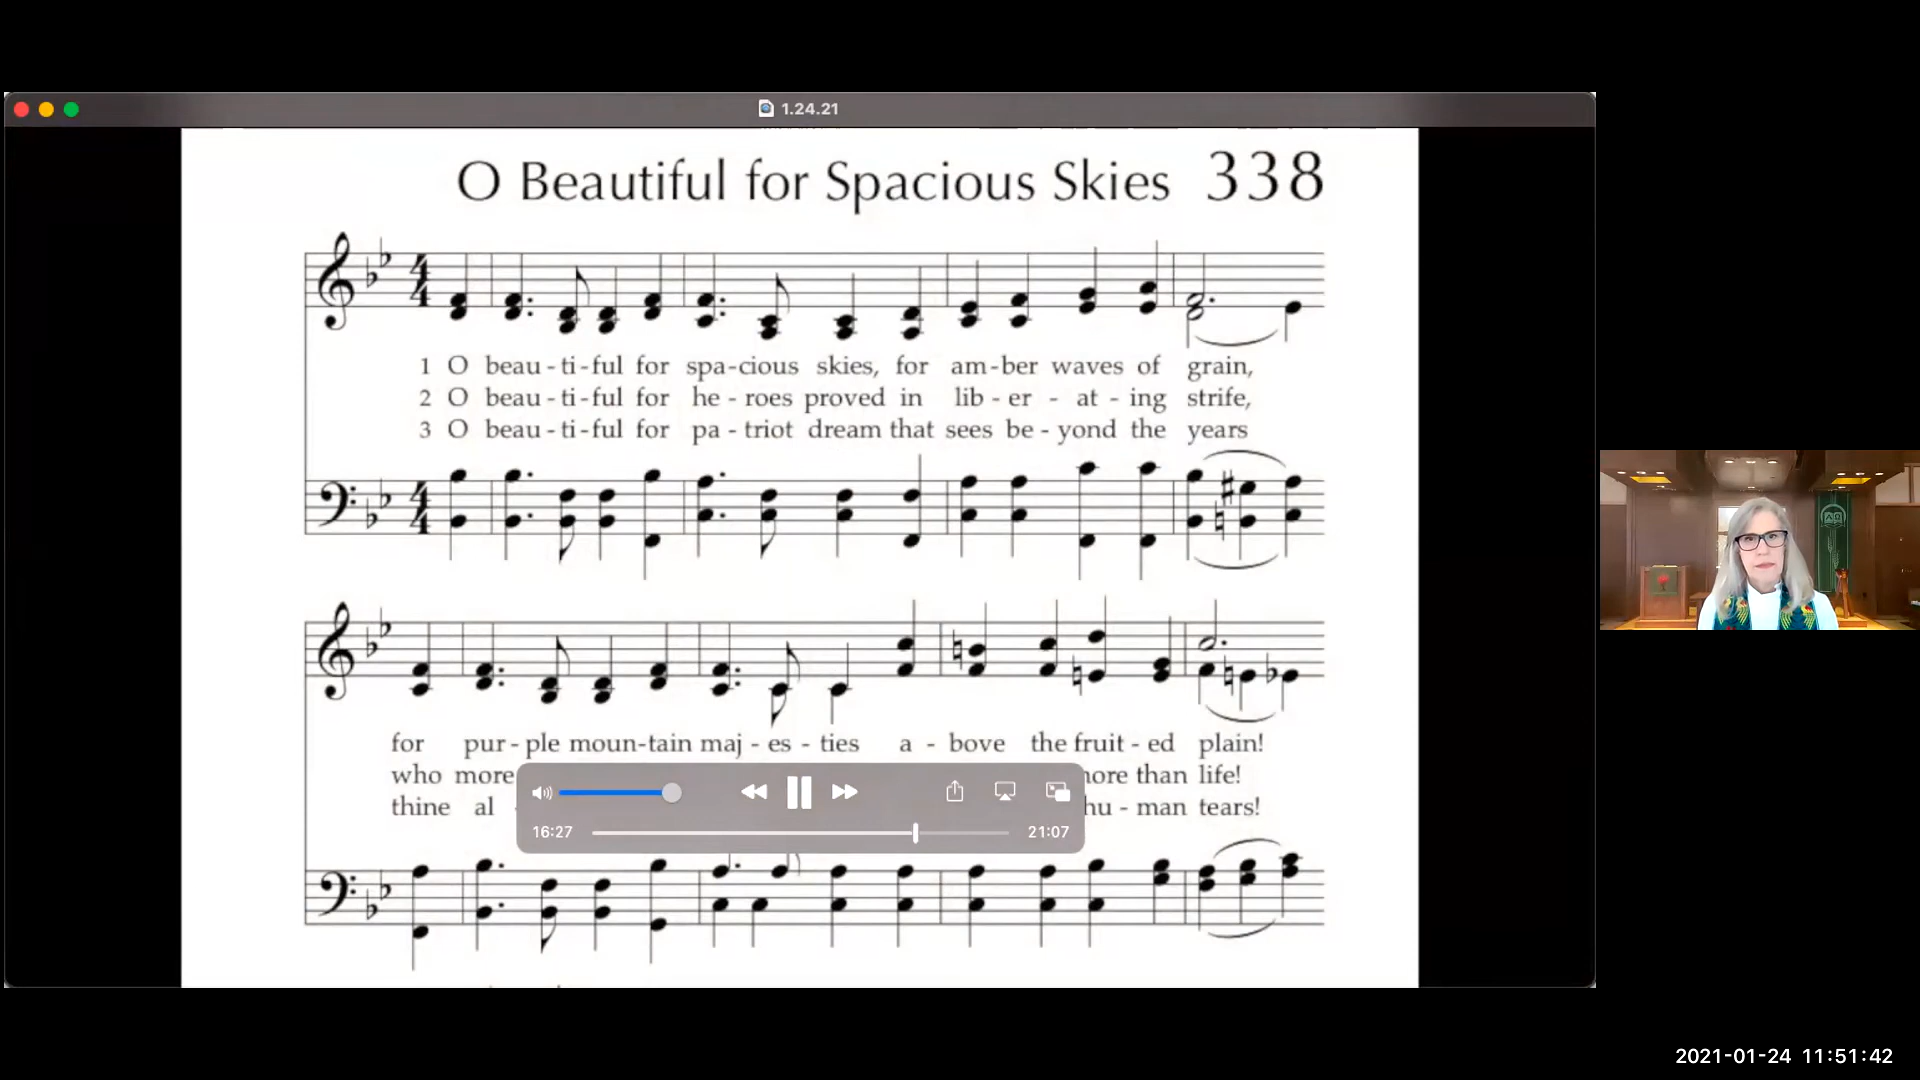 1.24.21
O Beautiful for Spacious Skies 338
1 O beau-ti-ful for spa-cious skies, for am-ber waves of grain,
2 O beau-ti-ful for he-roes proved in lib-er-at-ing strife,
3 O beau-ti-ful for pa-triot dream that sees be-yond the years
for pur-ple moun-tain maj-es-ties a-bove the fruit-ed plain!
who more than life!
thine al hu-man tears!
16:27 21:07
2021-01-24 11:51:42